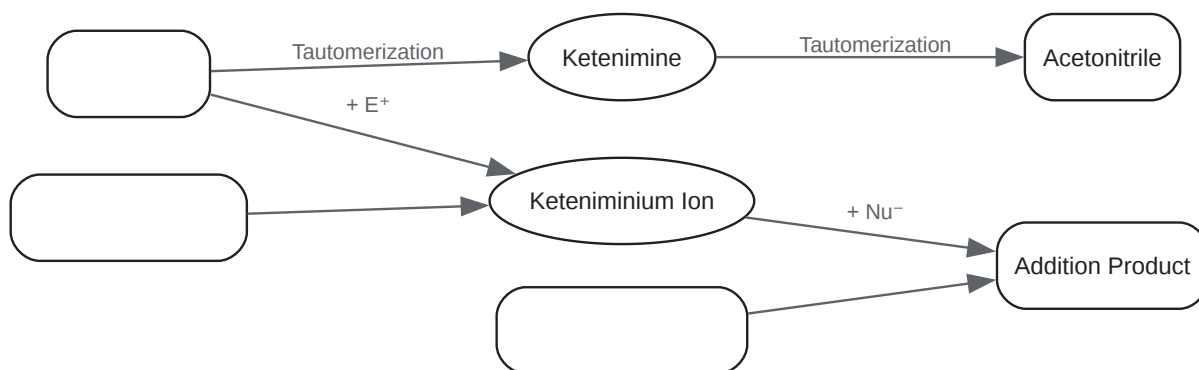 Tautomerization
Ketenimine
Tautomerization
Acetonitrile
+ E⁺
Keteniminium Ion
+ Nu⁻
Addition Product